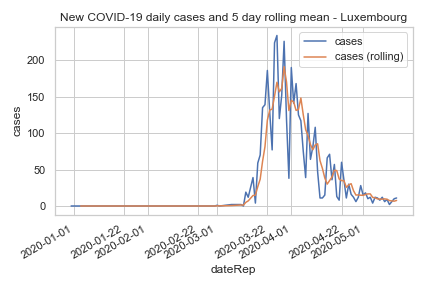 New COVID-19 daily cases and 5 day rolling mean - Luxembourg
cases
cases (rolling)
cases
200
150
100
50
0
2020-01-01
2020-01-22
2020-02-01
2020-02-22
2020-03-01
2020-03-22
2020-04-01
2020-04-22
2020-05-01
dateRep